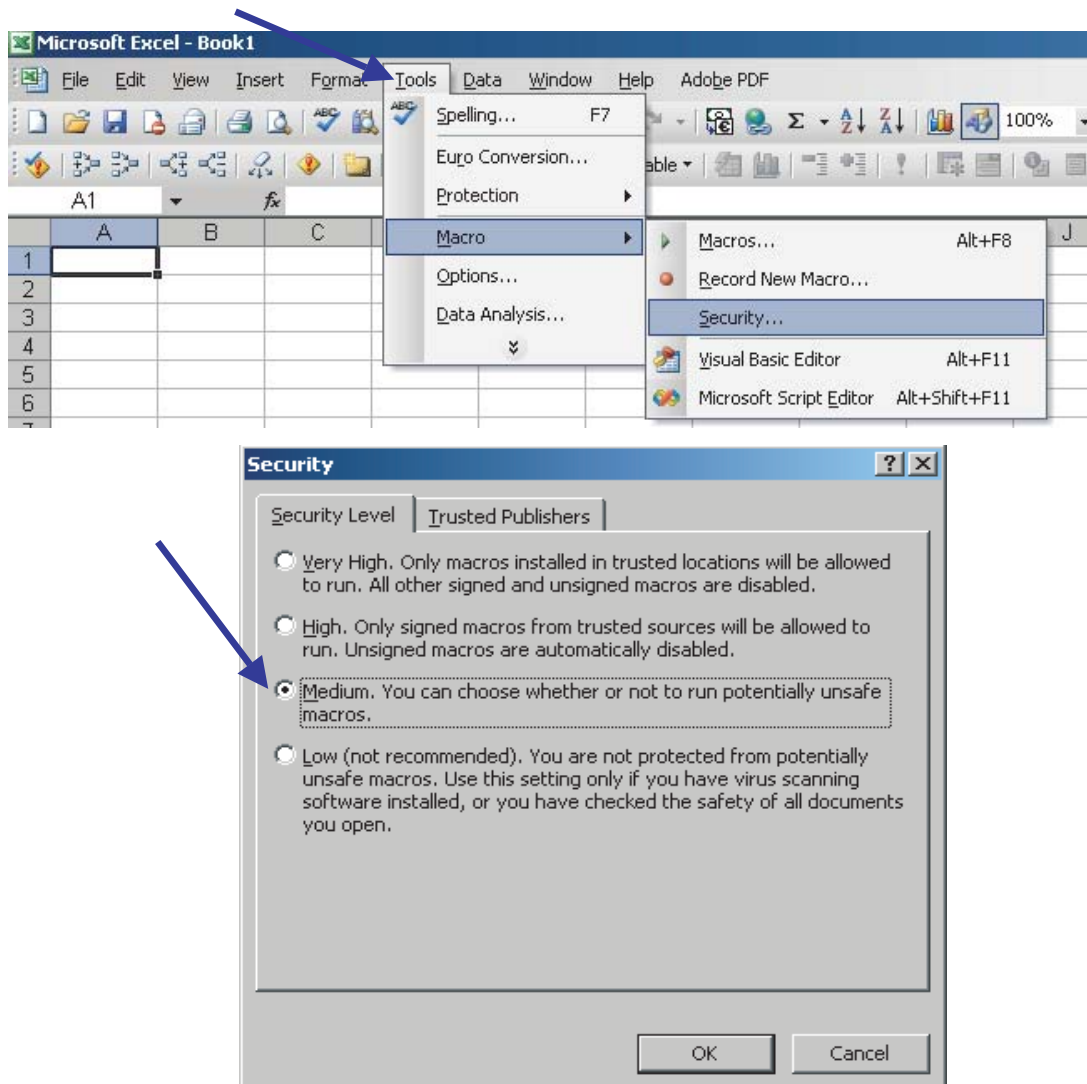 Microsoft Excel - Book1
File Edit View Insert Format Tools Data Window Help Adobe PDF
ABC Spelling... F7 Σ A Z Z A 100%
Euro Conversion... able
Protection
A1 fx
A B C Macro Macros... Alt+F8 J
1
Options... Record New Macro...
2
3 Data Analysis... Security...
4
5 Visual Basic Editor Alt+F11
6 Microsoft Script Editor Alt+Shift+F11
Security
Security Level Trusted Publishers
Very High. Only macros installed in trusted locations will be allowed
to run. All other signed and unsigned macros are disabled.
High. Only signed macros from trusted sources will be allowed to
run. Unsigned macros are automatically disabled.
Medium. You can choose whether or not to run potentially unsafe
macros.
Low (not recommended). You are not protected from potentially
unsafe macros. Use this setting only if you have virus scanning
software installed, or you have checked the safety of all documents
you open.
OK Cancel